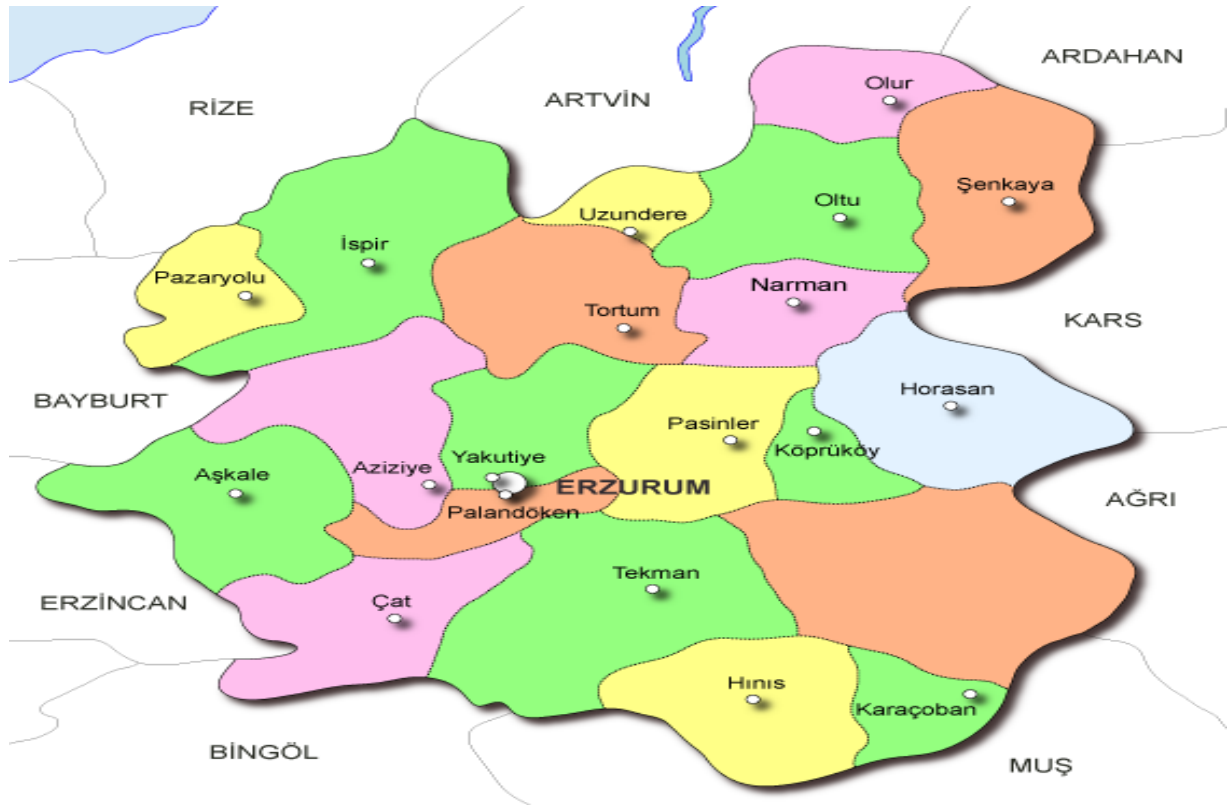 ARDAHAN
Olur
RİZE
ARTVİN
Şenkaya
Oltu
Uzundere
İspir
Pazaryolu
Narman
Tortum
KARS
Horasan
BAYBURT
Pasinler
Köprüköy
Yakutiye
Aziziye
Aşkale
ERZURUM
AĞRI
Palandöken
Tekman
ERZİNCAN
Çat
Hınıs
Karaçoban
BİNGÖL
MUŞ